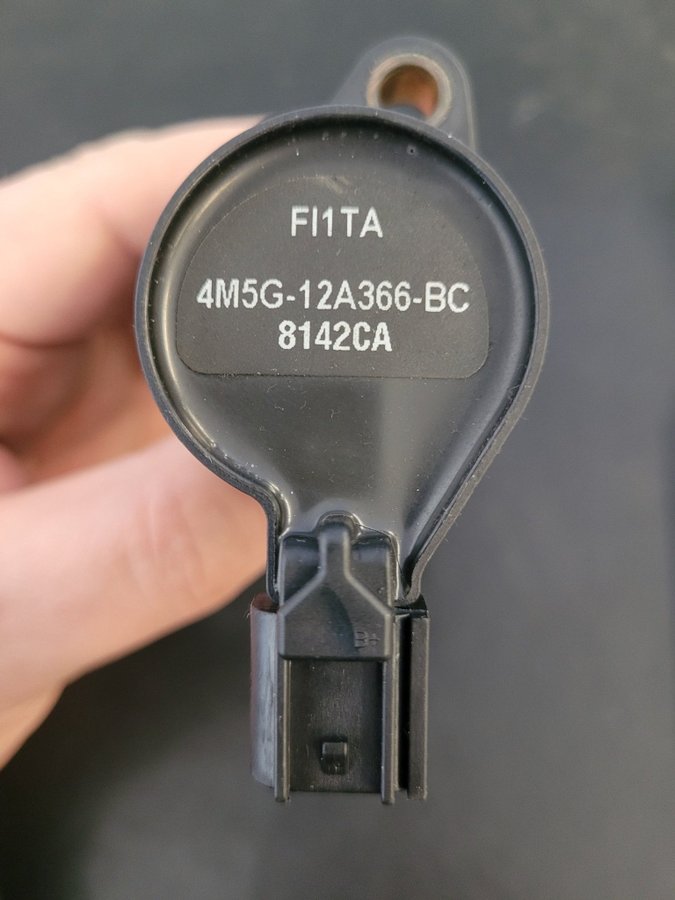 FI1TA
4M5G-12A366-BC
8142CA
B+